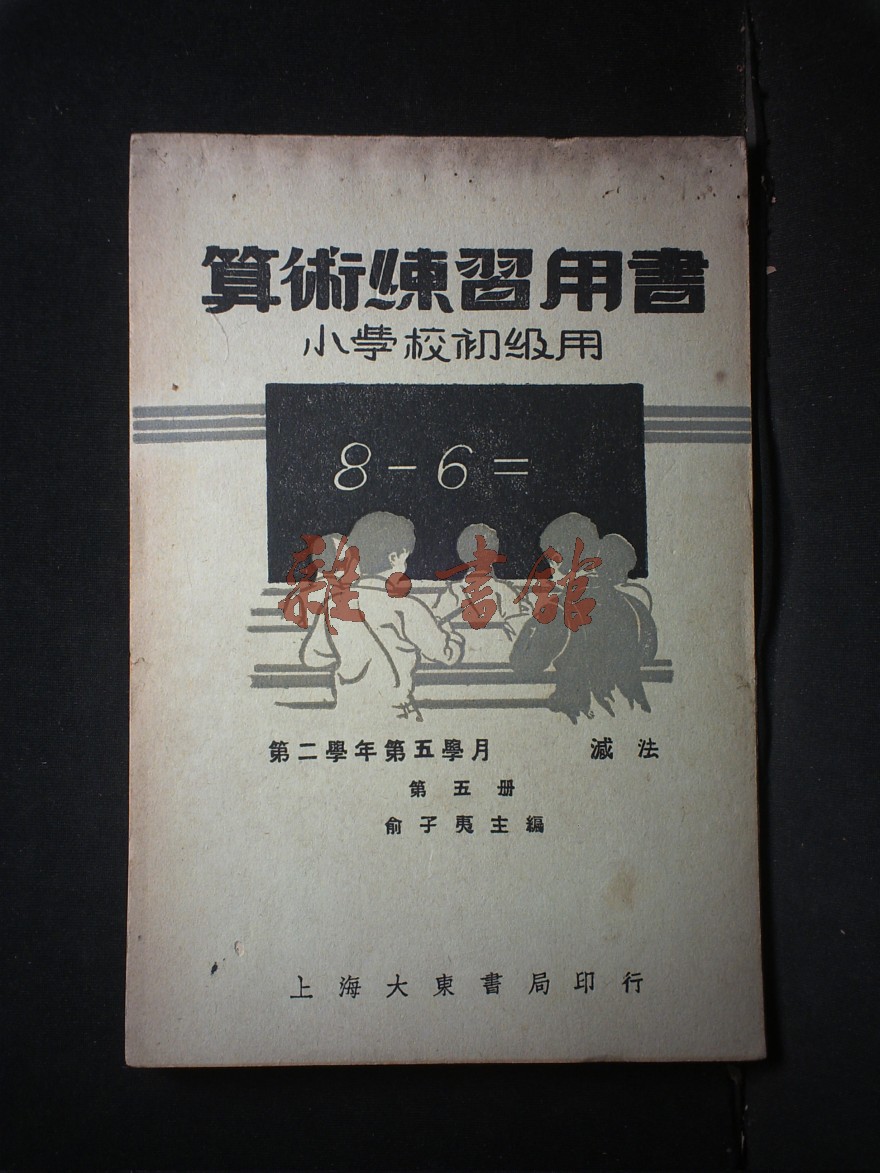 算術練習用書
小學校初級用
8-6=
雜·書館
第二學年第五學月 減法
第五册
俞子夷主編
上海大東書局印行